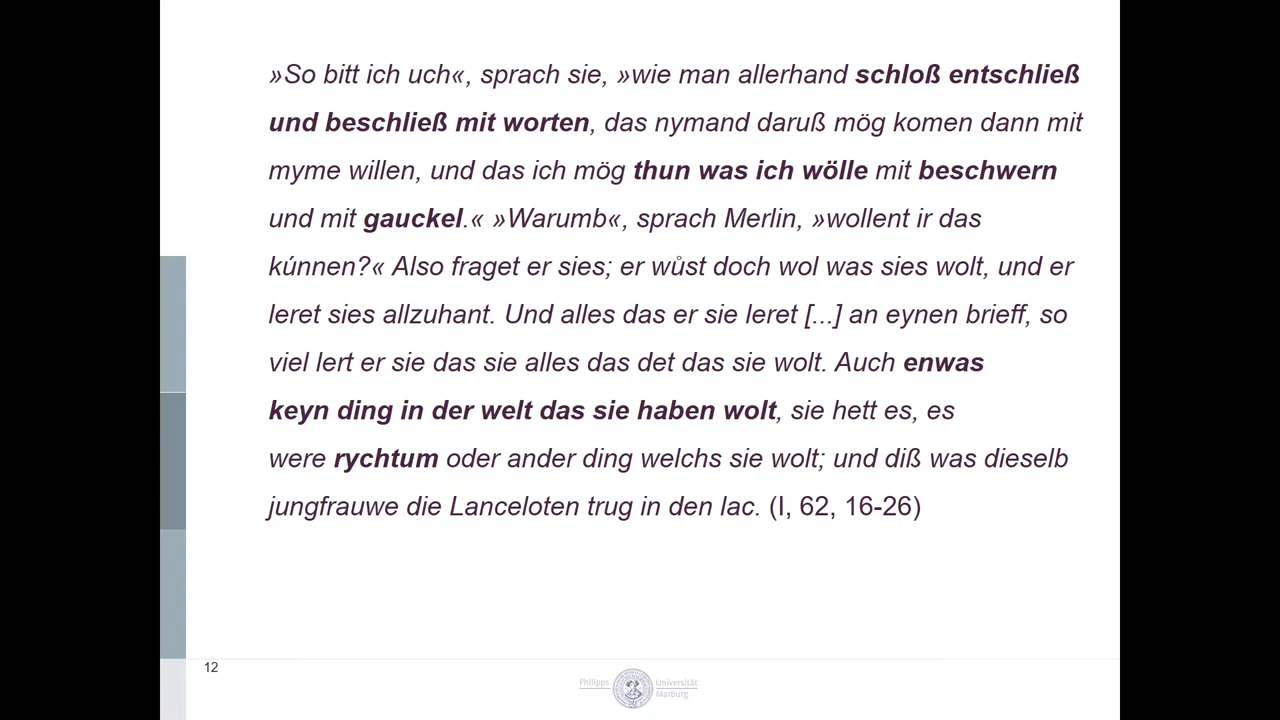 »So bitt ich uch«, sprach sie, »wie man allerhand schloß entschließ
und beschließ mit worten, das nymand daruß mög komen dann mit
myme willen, und das ich mög thun was ich wölle mit beschwern
und mit gauckel.« »Warumb«, sprach Merlin, »wollent ir das
kúnnen?« Also fraget er sies; er wůst doch wol was sies wolt, und er
leret sies allzuhant. Und alles das er sie leret [...] an eynen brieff, so
viel lert er sie das sie alles das det das sie wolt. Auch enwas
keyn ding in der welt das sie haben wolt, sie hett es, es
were rychtum oder ander ding welchs sie wolt; und diß was dieselb
jungfrauwe die Lanceloten trug in den lac. (I, 62, 16-26)
12
Philipps Universität
Marburg